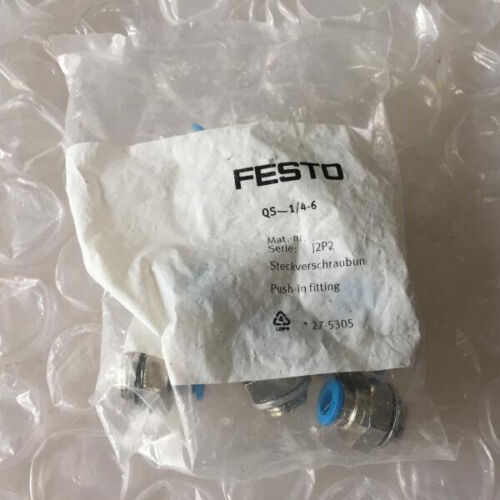 FESTO
QS-1/4-6
Mat.-nr.
Serie: J2P2
Steckverschraubun
Push-in fitting
* 27-5305